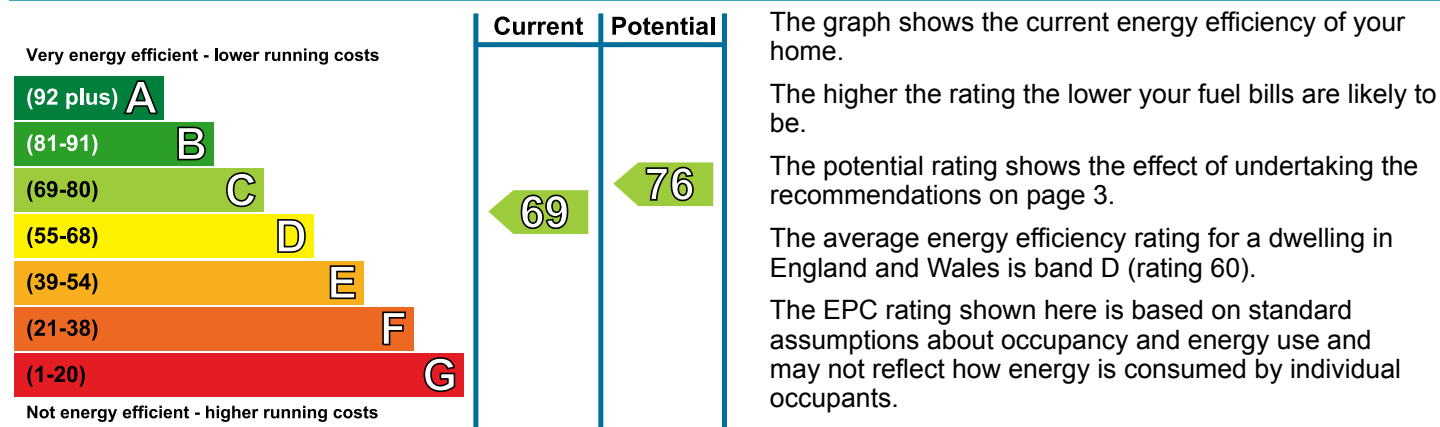 Current Potential
Very energy efficient - lower running costs
(92 plus) A
(81-91) B
(69-80) C
(55-68) D
(39-54) E
(21-38) F
(1-20) G
Not energy efficient - higher running costs
69
76
The graph shows the current energy efficiency of your
home.
The higher the rating the lower your fuel bills are likely to
be.
The potential rating shows the effect of undertaking the
recommendations on page 3.
The average energy efficiency rating for a dwelling in
England and Wales is band D (rating 60).
The EPC rating shown here is based on standard
assumptions about occupancy and energy use and
may not reflect how energy is consumed by individual
occupants.